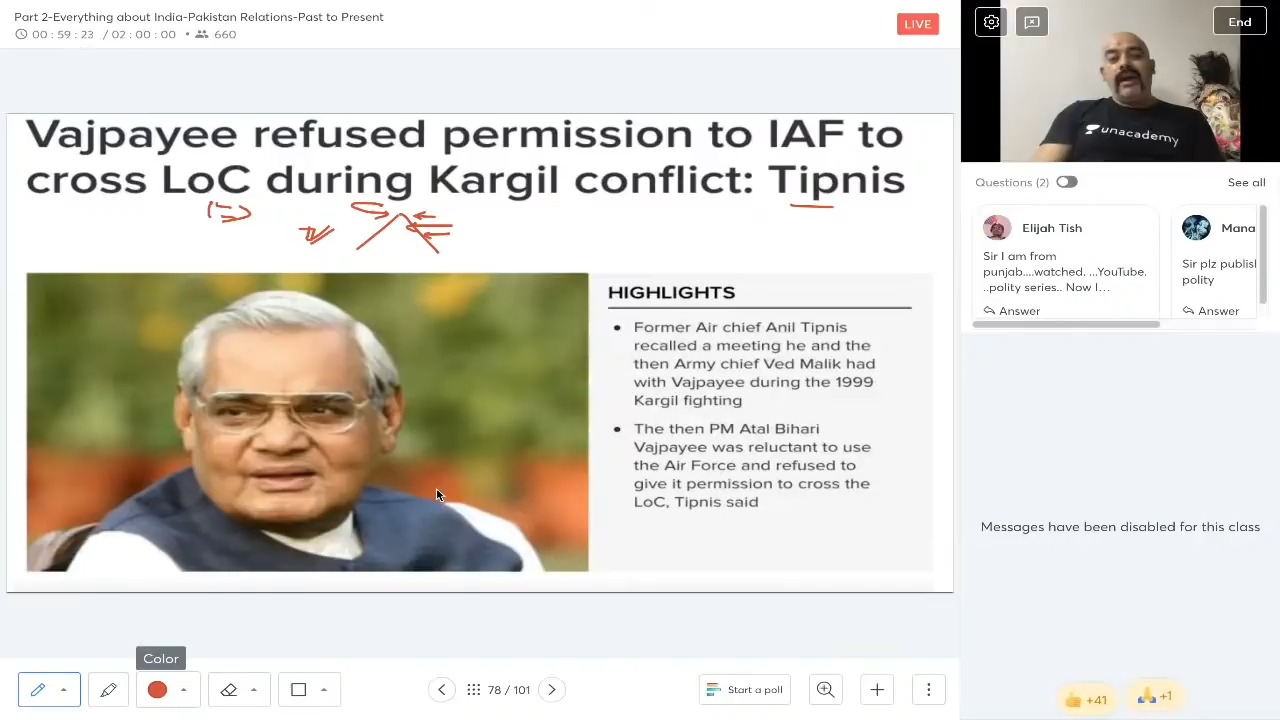 Part 2-Everything about India-Pakistan Relations-Past to Present
00 : 59 : 23 / 02 : 00 : 00 • 660
LIVE
End
Vajpayee refused permission to IAF to
cross LoC during Kargil conflict: Tipnis
HIGHLIGHTS
• Former Air chief Anil Tipnis
recalled a meeting he and the
then Army chief Ved Malik had
with Vajpayee during the 1999
Kargil fighting
• The then PM Atal Bihari
Vajpayee was reluctant to use
the Air Force and refused to
give it permission to cross the
LoC, Tipnis said
unacademy
Questions (2)
See all
Elijah Tish
Sir I am from
punjab....watched. ...YouTube.
..polity series.. Now I...
Answer
Mana
Sir plz publisl
polity
Answer
Messages have been disabled for this class
Color
78 / 101
Start a poll
+41
+1